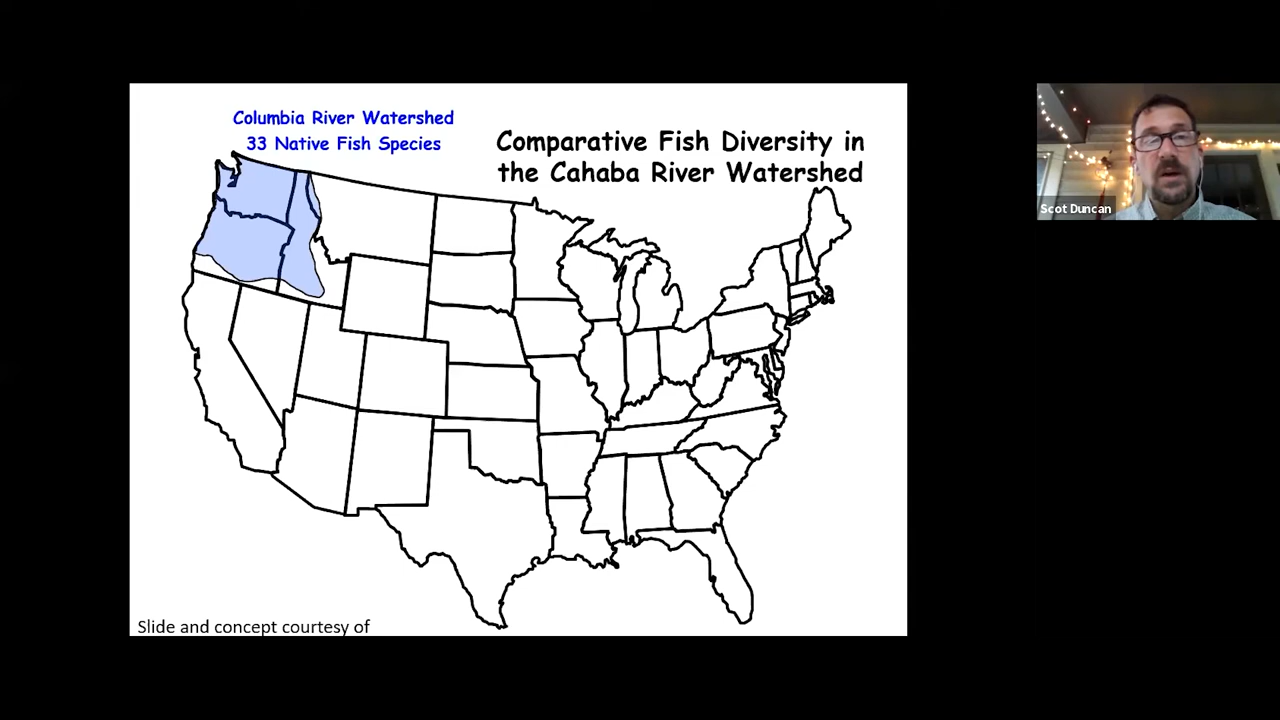 Columbia River Watershed
33 Native Fish Species
Comparative Fish Diversity in
the Cahaba River Watershed
Scot Duncan
Slide and concept courtesy of